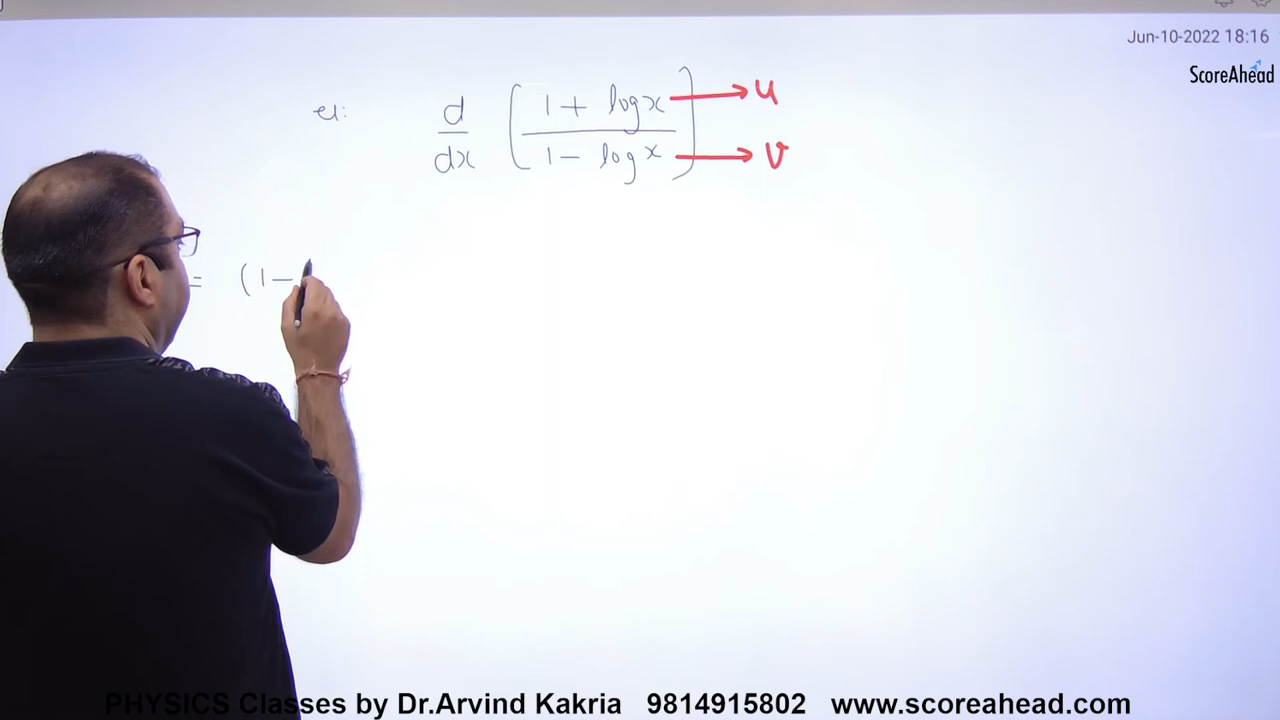 Jun-10-2022 18:16
ScoreAhead
d/dx (1 + log x / 1 - log x) → u → v
= (1-
PHYSICS Classes by Dr.Arvind Kakria 9814915802 www.scoreahead.com